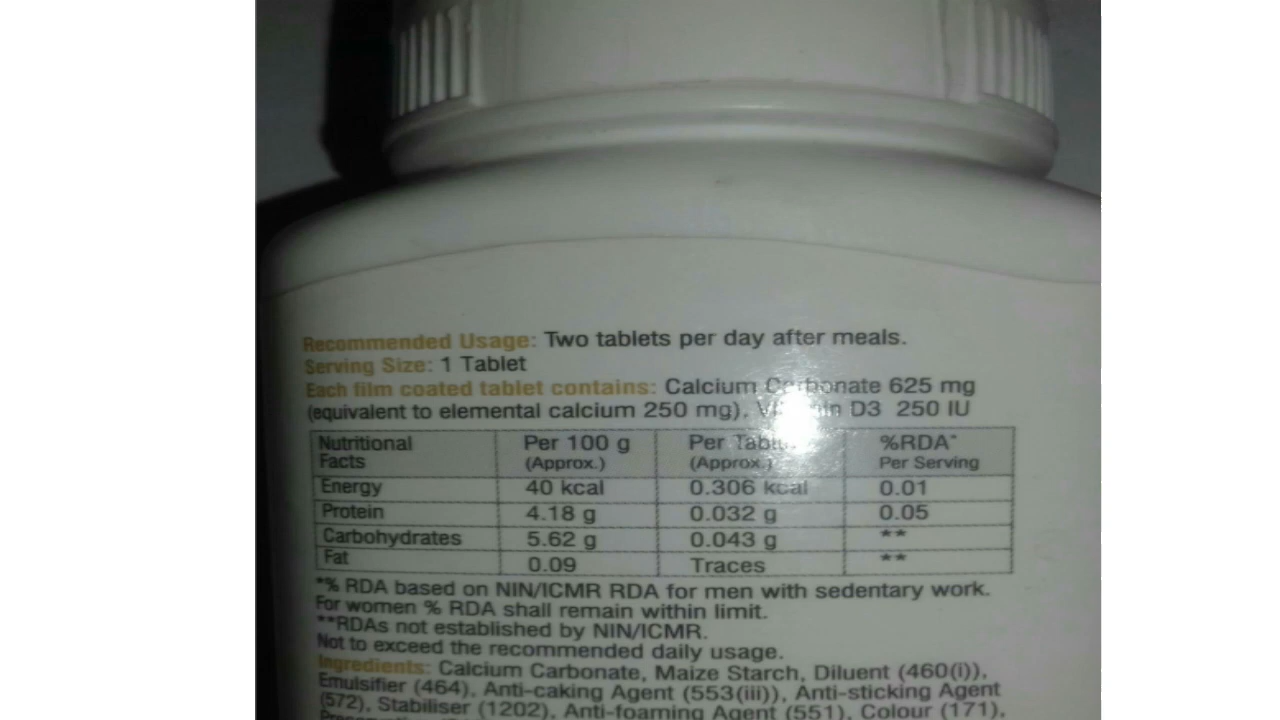 Recommended Usage: Two tablets per day after meals.
Serving Size: 1 Tablet
Each film coated tablet contains: Calcium Carbonate 625 mg
(equivalent to elemental calcium 250 mg), Vitamin D3 250 IU
Nutritional Facts Per 100 g (Approx.) Per Tablet (Approx.) %RDA* Per Serving
Energy 40 kcal 0.306 kcal 0.01
Protein 4.18 g 0.032 g 0.05
Carbohydrates 5.62 g 0.043 g **
Fat 0.09 Traces **
*% RDA based on NIN/ICMR RDA for men with sedentary work.
For women % RDA shall remain within limit.
**RDAs not established by NIN/ICMR.
Not to exceed the recommended daily usage.
Ingredients: Calcium Carbonate, Maize Starch, Diluent (460(i)),
Emulsifier (464), Anti-caking Agent (553(iii)), Anti-sticking Agent
(572), Stabiliser (1202), Anti-foaming Agent (551), Colour (171),